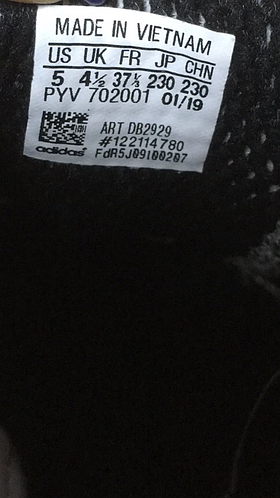 MADE IN VIETNAM
US UK FR JP CHN
5 4½ 37⅓ 230 230
PYV 702001 01/19
ART DB2929
#122114780
adidas FdR5J09I00207